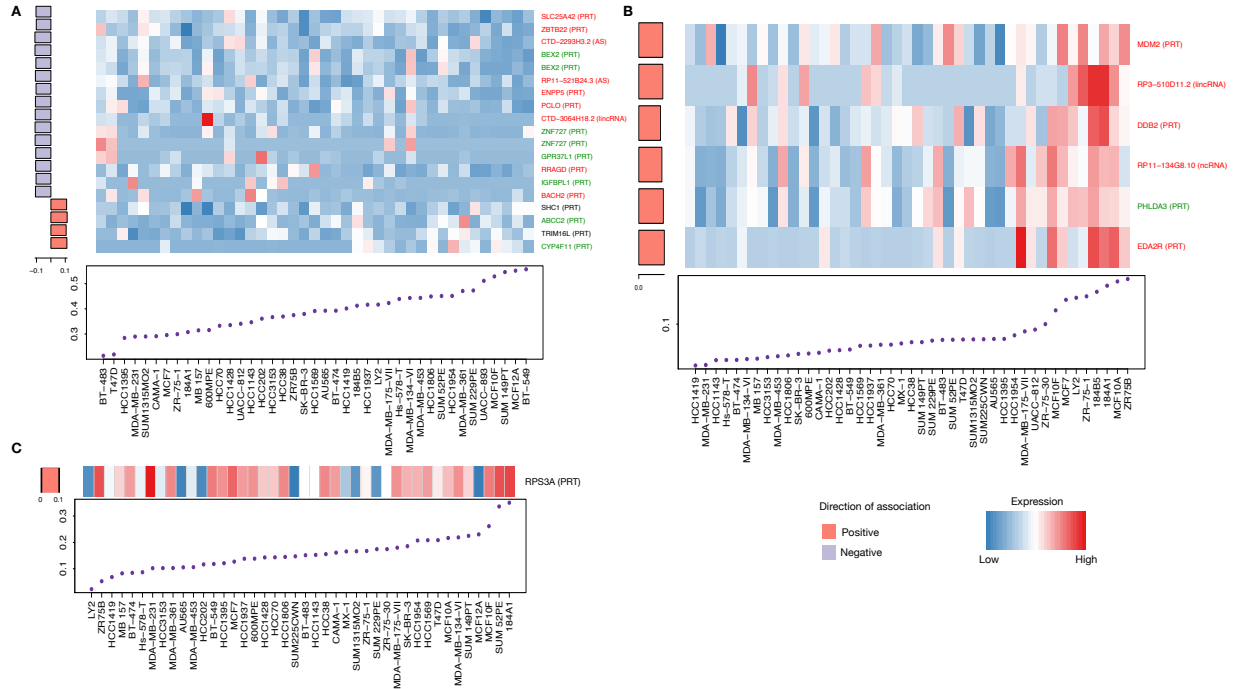 A
SLC25A42 (PRT)
ZBTB22 (PRT)
CTD−2293H3.2 (AS)
BEX2 (PRT)
BEX2 (PRT)
RP11−521B24.3 (AS)
ENPP5 (PRT)
PCLO (PRT)
CTD−3064H18.2 (lincRNA)
ZNF727 (PRT)
ZNF727 (PRT)
GPR37L1 (PRT)
RRAGD (PRT)
IGFBPL1 (PRT)
BACH2 (PRT)
SHC1 (PRT)
ABCC2 (PRT)
TRIM16L (PRT)
CYP4F11 (PRT)
−0.1 0.1
0.5
0.4
0.3
BT−483
T47D
HCC1395
MDA−MB−231
SUM1315MO2
CAMA−1
MCF7
ZR−75−1
184A1
MB 157
600MPE
HCC70
HCC1428
UACC−812
HCC1143
HCC202
HCC3153
HCC38
ZR75B
SK−BR−3
HCC1569
AU565
BT−474
HCC1419
184B5
HCC1937
LY2
MDA−MB−175−VII
Hs−578−T
MDA−MB−134−VI
MDA−MB−453
HCC1806
SUM 52PE
HCC1954
MDA−MB−361
SUM 229PE
UACC−893
MCF10F
SUM 149PT
MCF12A
BT−549
B
MDM2 (PRT)
RP3−510D11.2 (lincRNA)
DDB2 (PRT)
RP11−134G8.10 (ncRNA)
PHLDA3 (PRT)
EDA2R (PRT)
0.0
0.1
HCC1419
MDA−MB−231
HCC1143
Hs−578−T
BT−474
MDA−MB−134−VI
MB 157
HCC3153
MDA−MB−453
HCC1806
SK−BR−3
600MPE
CAMA−1
HCC202
HCC1428
BT−549
HCC1569
HCC1937
MDA−MB−361
HCC70
MX−1
HCC38
SUM 149PT
SUM 229PE
BT−483
SUM 52PE
T47D
SUM1315MO2
SUM225CWN
AU565
HCC1395
HCC1954
MDA−MB−175−VII
UACC−812
ZR−75−30
MCF10F
MCF7
LY2
ZR−75−1
184B5
184A1
MCF10A
ZR75B
C
RPS3A (PRT)
0 0.1
0.3
0.2
0.1
LY2
ZR75B
HCC1419
MB 157
BT−474
Hs−578−T
MDA−MB−231
HCC3153
MDA−MB−361
AU565
MDA−MB−453
HCC202
BT−549
HCC1395
MCF7
HCC1937
600MPE
HCC1428
HCC70
HCC1806
SUM225CWN
BT−483
HCC1143
HCC38
CAMA−1
MX−1
SUM1315MO2
ZR−75−1
SUM 229PE
ZR−75−30
MDA−MB−175−VII
SK−BR−3
HCC1954
HCC1569
T47D
MCF10A
MDA−MB−134−VI
SUM 149PT
MCF12A
MCF10F
SUM 52PE
184A1
Direction of association
Positive
Negative
Expression
Low High